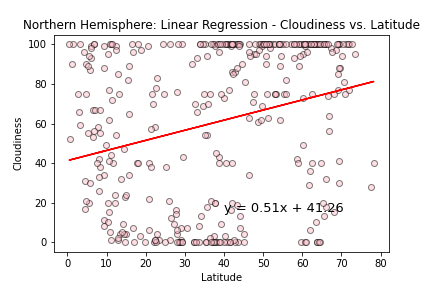 Northern Hemisphere: Linear Regression - Cloudiness vs. Latitude
100
80
60
40
20
0
Cloudiness
y = 0.51x + 41.26
0 10 20 30 40 50 60 70 80
Latitude